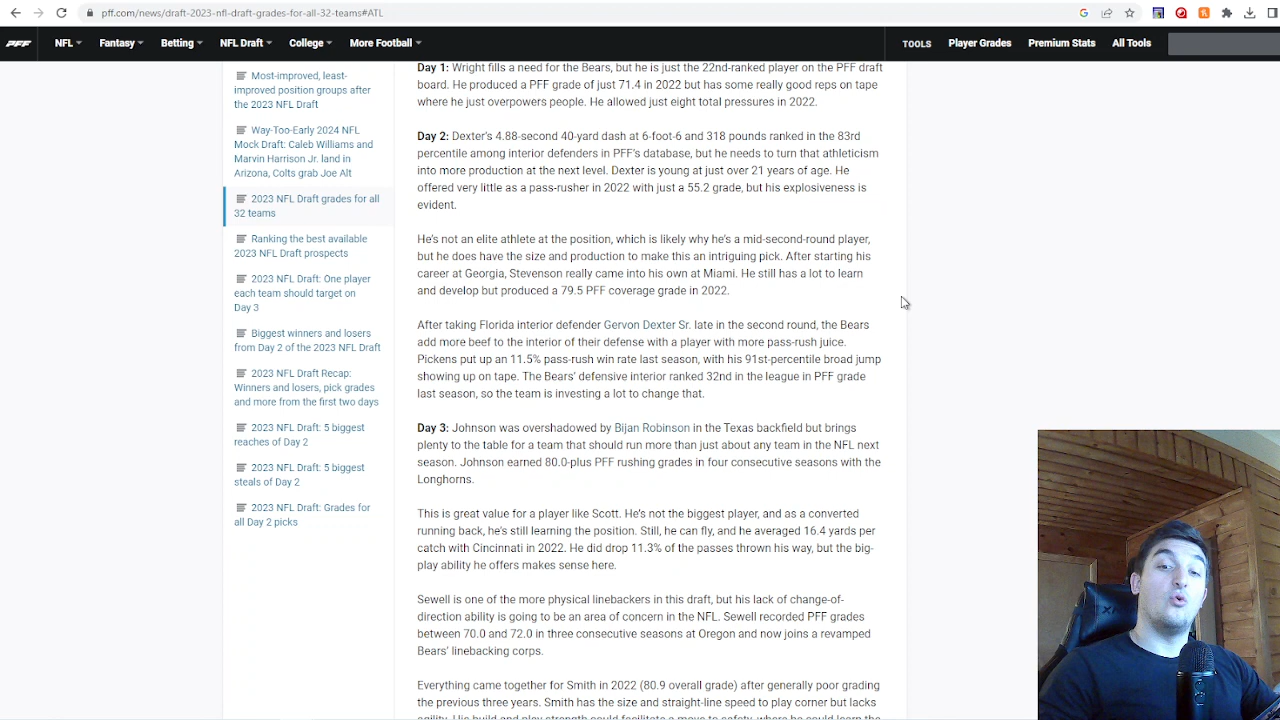 pff.com/news/draft-2023-nfl-draft-grades-for-all-32-teams#ATL
PFF NFL Fantasy Betting NFL Draft College More Football TOOLS Player Grades Premium Stats All Tools
Most-improved, least-
improved position groups after
the 2023 NFL Draft
Way-Too-Early 2024 NFL
Mock Draft: Caleb Williams and
Marvin Harrison Jr. land in
Arizona, Colts grab Joe Alt
2023 NFL Draft grades for all
32 teams
Ranking the best available
2023 NFL Draft prospects
2023 NFL Draft: One player
each team should target on
Day 3
Biggest winners and losers
from Day 2 of the 2023 NFL Draft
2023 NFL Draft Recap:
Winners and losers, pick grades
and more from the first two days
2023 NFL Draft: 5 biggest
reaches of Day 2
2023 NFL Draft: 5 biggest
steals of Day 2
2023 NFL Draft: Grades for
all Day 2 picks
Day 1: Wright fills a need for the Bears, but he is just the 22nd-ranked player on the PFF draft
board. He produced a PFF grade of just 71.4 in 2022 but has some really good reps on tape
where he just overpowers people. He allowed just eight total pressures in 2022.
Day 2: Dexter's 4.88-second 40-yard dash at 6-foot-6 and 318 pounds ranked in the 83rd
percentile among interior defenders in PFF's database, but he needs to turn that athleticism
into more production at the next level. Dexter is young at just over 21 years of age. He
offered very little as a pass-rusher in 2022 with just a 55.2 grade, but his explosiveness is
evident.
He's not an elite athlete at the position, which is likely why he's a mid-second-round player,
but he does have the size and production to make this an intriguing pick. After starting his
career at Georgia, Stevenson really came into his own at Miami. He still has a lot to learn
and develop but produced a 79.5 PFF coverage grade in 2022.
After taking Florida interior defender Gervon Dexter Sr. late in the second round, the Bears
add more beef to the interior of their defense with a player with more pass-rush juice.
Pickens put up an 11.5% pass-rush win rate last season, with his 91st-percentile broad jump
showing up on tape. The Bears' defensive interior ranked 32nd in the league in PFF grade
last season, so the team is investing a lot to change that.
Day 3: Johnson was overshadowed by Bijan Robinson in the Texas backfield but brings
plenty to the table for a team that should run more than just about any team in the NFL next
season. Johnson earned 80.0-plus PFF rushing grades in four consecutive seasons with the
Longhorns.
This is great value for a player like Scott. He's not the biggest player, and as a converted
running back, he's still learning the position. Still, he can fly, and he averaged 16.4 yards per
catch with Cincinnati in 2022. He did drop 11.3% of the passes thrown his way, but the big-
play ability he offers makes sense here.
Sewell is one of the more physical linebackers in this draft, but his lack of change-of-
direction ability is going to be an area of concern in the NFL. Sewell recorded PFF grades
between 70.0 and 72.0 in three consecutive seasons at Oregon and now joins a revamped
Bears' linebacking corps.
Everything came together for Smith in 2022 (80.9 overall grade) after generally poor grading
the previous three years. Smith has the size and straight-line speed to play corner but lacks
agility. His build and play strength could facilitate a move to safety, where he could learn the